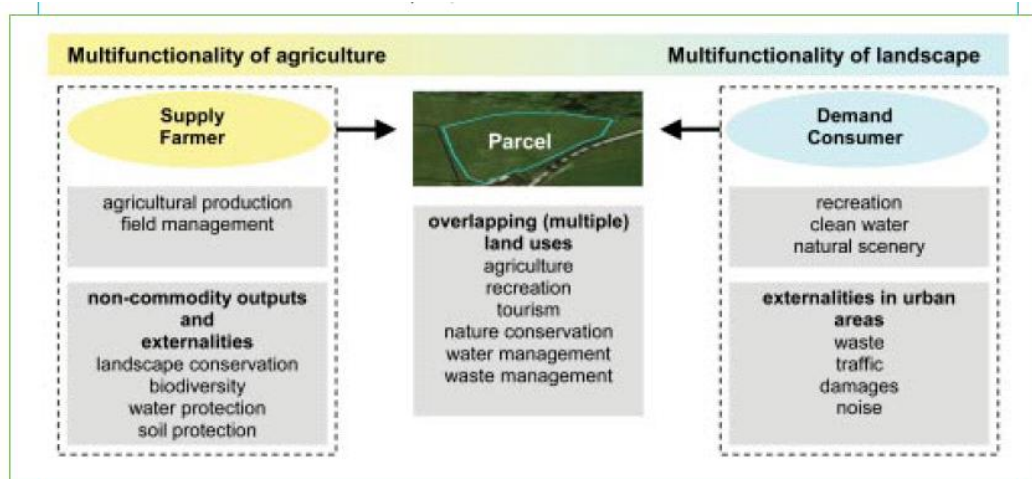 Multifunctionality of agriculture
Multifunctionality of landscape
Supply
Farmer
agricultural production
field management
non-commodity outputs
and
externalities
landscape conservation
biodiversity
water protection
soil protection
Parcel
overlapping (multiple)
land uses
agriculture
recreation
tourism
nature conservation
water management
waste management
Demand
Consumer
recreation
clean water
natural scenery
externalities in urban
areas
waste
traffic
damages
noise